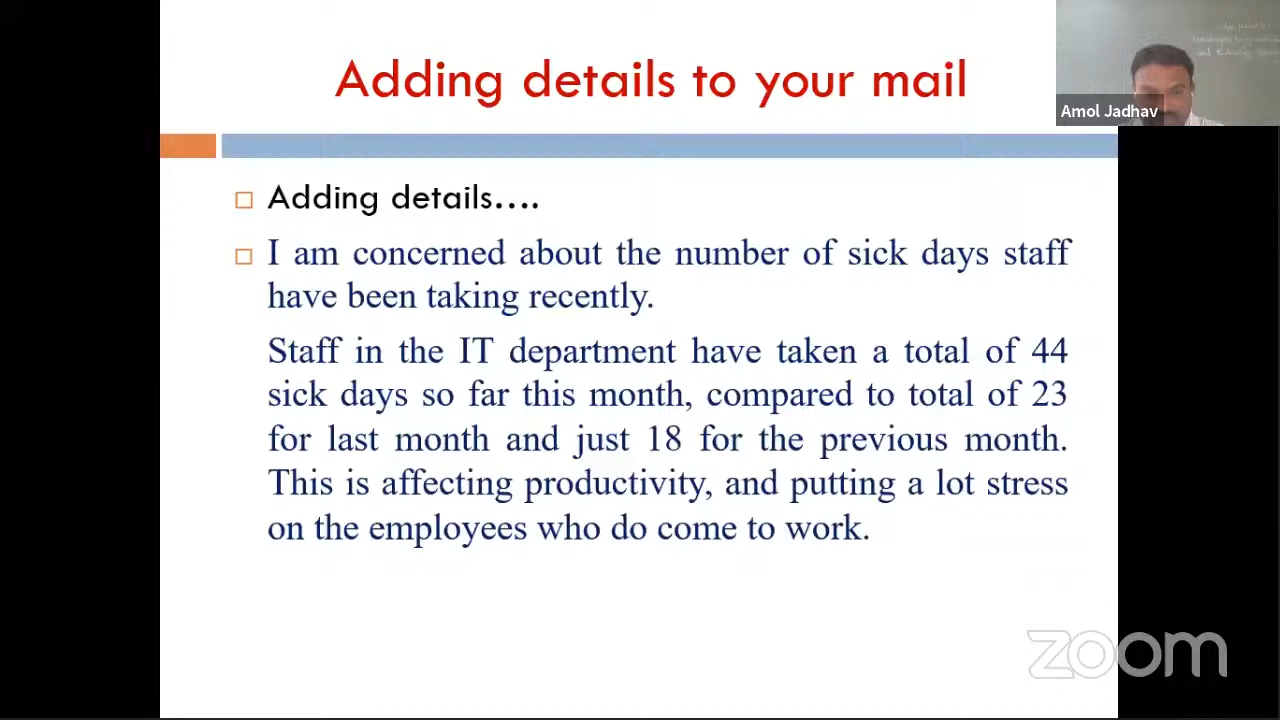 Adding details to your mail
Amol Jadhav
Adding details….
I am concerned about the number of sick days staff
have been taking recently.
Staff in the IT department have taken a total of 44
sick days so far this month, compared to total of 23
for last month and just 18 for the previous month.
This is affecting productivity, and putting a lot stress
on the employees who do come to work.
zoom